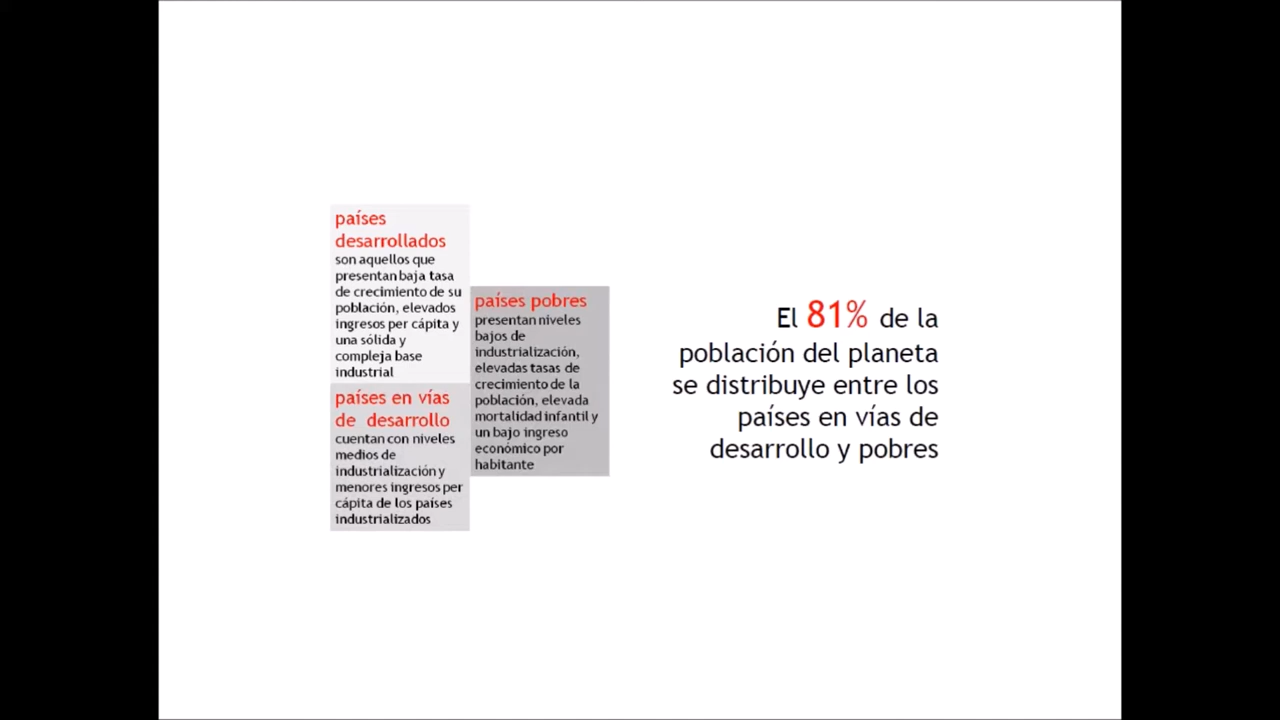 países
desarrollados
son aquellos que
presentan baja tasa
de crecimiento de su
población, elevados
ingresos per cápita y
una sólida y
compleja base
industrial
países en vías
de desarrollo
cuentan con niveles
medios de
industrialización y
menores ingresos per
cápita de los países
industrializados
países pobres
presentan niveles
bajos de
industrialización,
elevadas tasas de
crecimiento de la
población, elevada
mortalidad infantil y
un bajo ingreso
económico por
habitante
El 81% de la
población del planeta
se distribuye entre los
países en vías de
desarrollo y pobres